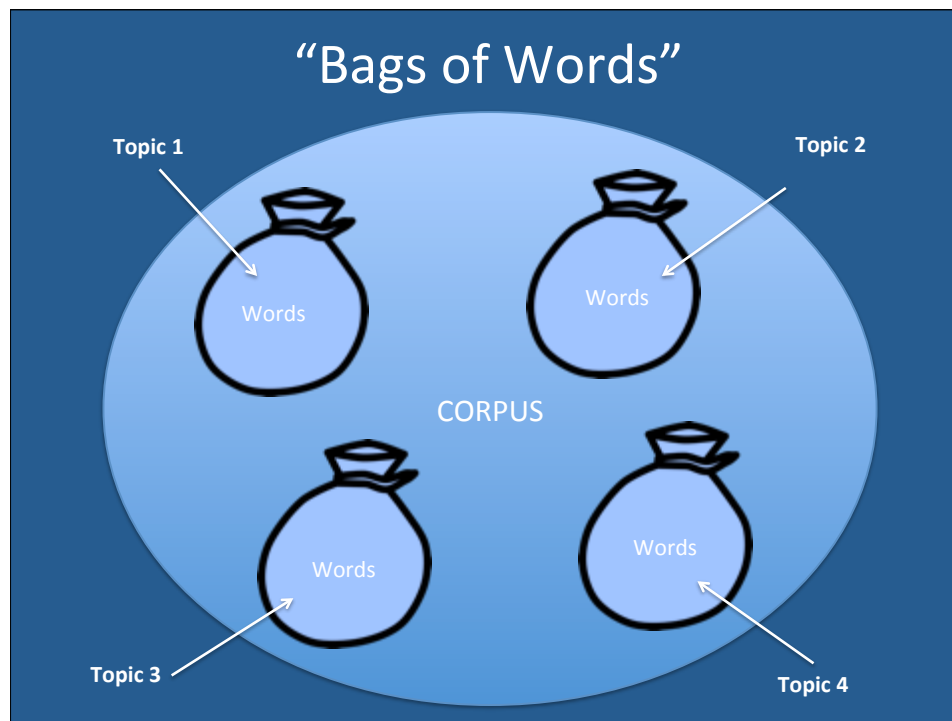 “Bags of Words”
Topic 1
Topic 2
Words
Words
CORPUS
Words
Words
Topic 3
Topic 4